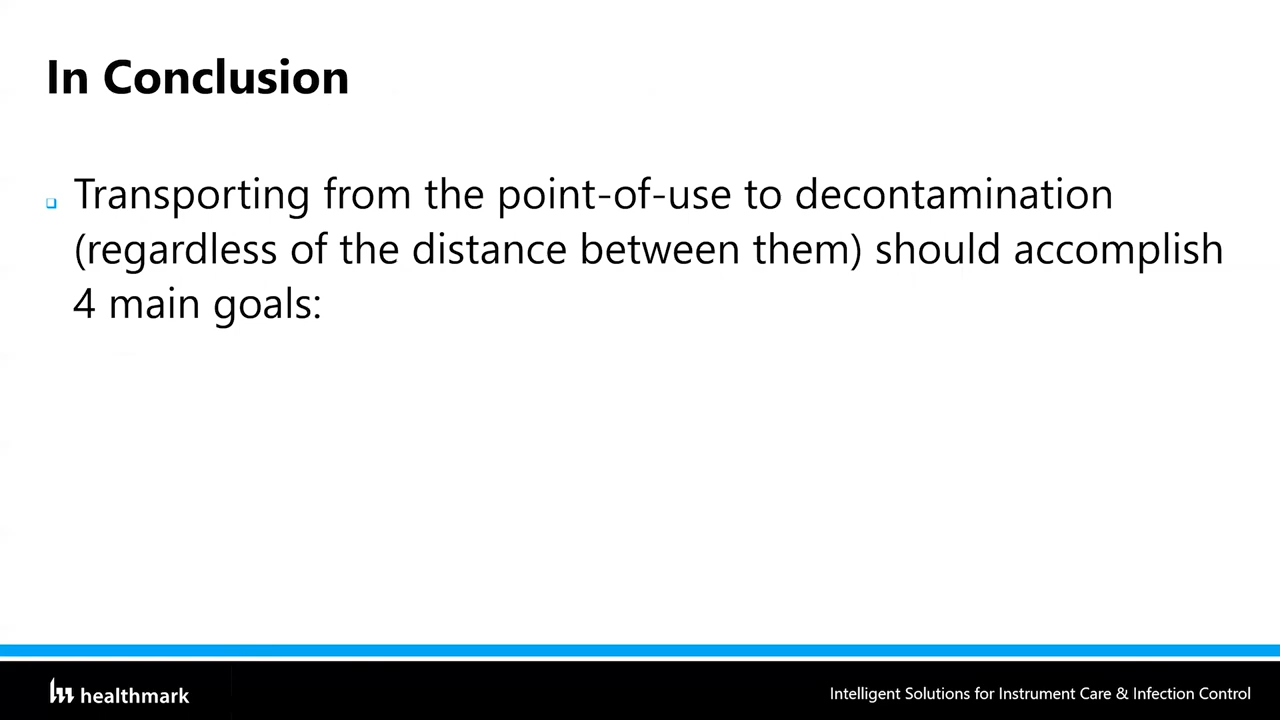 In Conclusion
Transporting from the point-of-use to decontamination
(regardless of the distance between them) should accomplish
4 main goals:
healthmark
Intelligent Solutions for Instrument Care & Infection Control